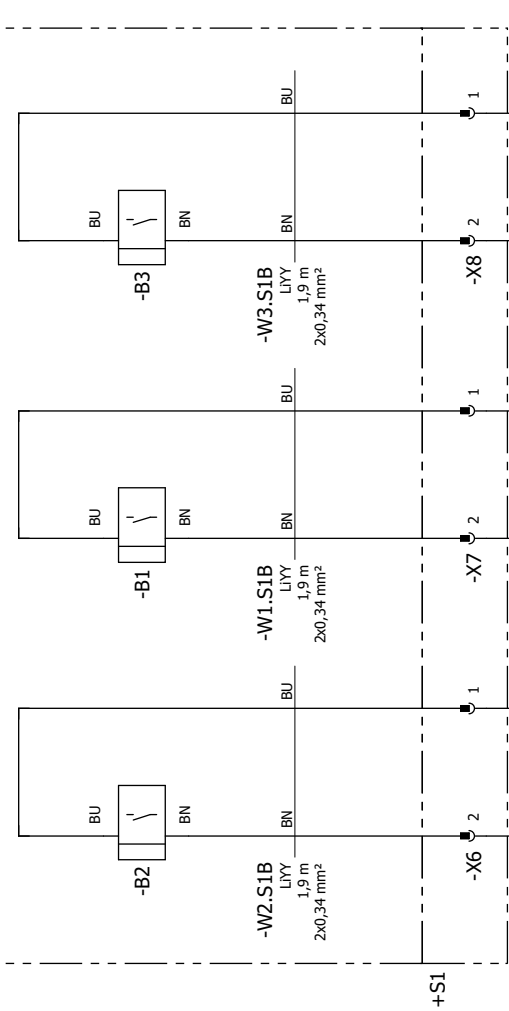 BU
-B2
BN
-W2.S1B
LiYY
1,9 m
2x0,34 mm²
BN
BU
-X6
2
1
BU
-B1
BN
-W1.S1B
LiYY
1,9 m
2x0,34 mm²
BN
BU
-X7
2
1
BU
-B3
BN
-W3.S1B
LiYY
1,9 m
2x0,34 mm²
BN
BU
-X8
2
1
+S1